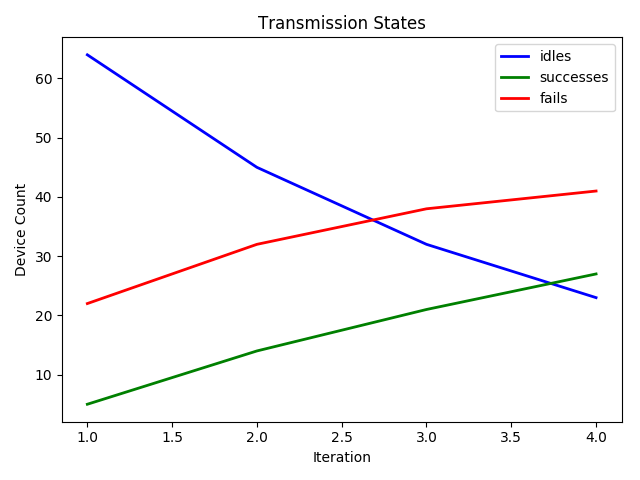 Transmission States
idles
successes
fails
60
50
40
30
20
10
Device Count
1.0 1.5 2.0 2.5 3.0 3.5 4.0
Iteration